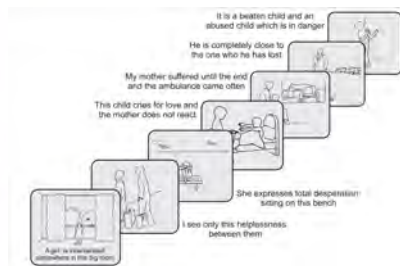 It is a beaten child and an
abused child which is in danger
He is completely close to
the one who he has lost
My mother suffered until the end
and the ambulance came often
This child cries for love and
the mother does not react
She expresses total desperation
sitting on this bench
I see only this helplessness
between them
A girl is
somewhere in the big room